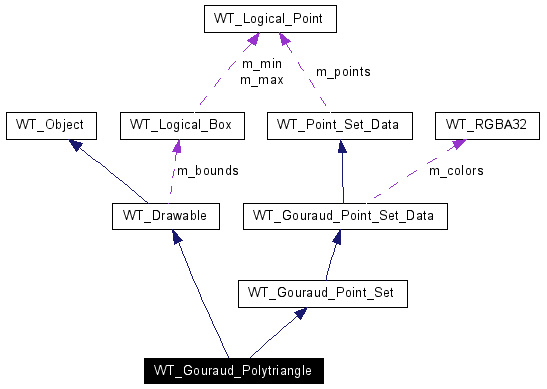 WT_Logical_Point
m_min
m_max
m_points
WT_Object
WT_Logical_Box
WT_Point_Set_Data
WT_RGBA32
m_bounds
m_colors
WT_Drawable
WT_Gouraud_Point_Set_Data
WT_Gouraud_Point_Set
WT_Gouraud_Polytriangle